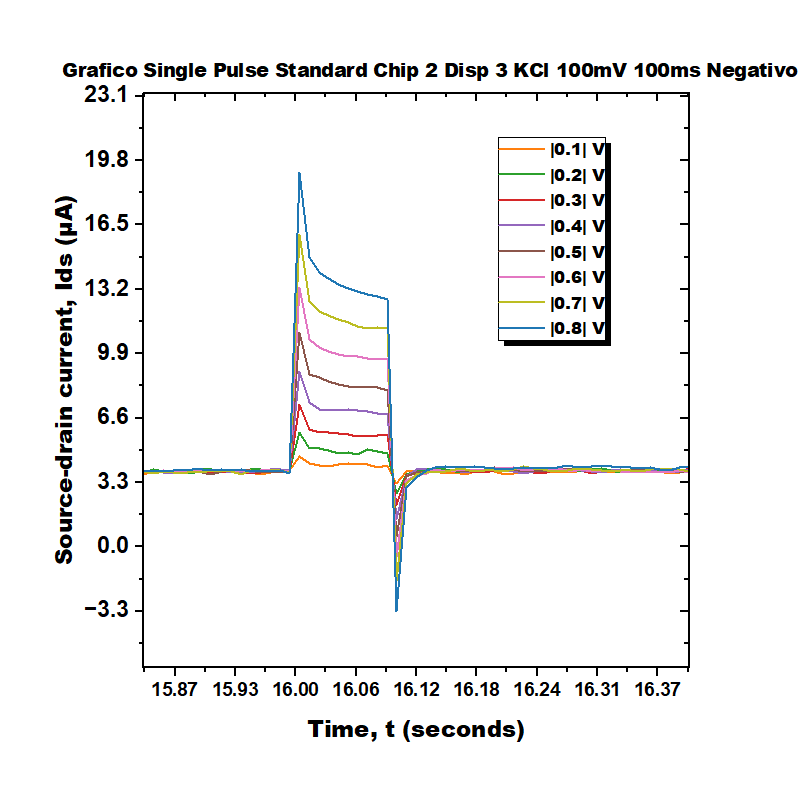 Grafico Single Pulse Standard Chip 2 Disp 3 KCl 100mV 100ms Negativo
23.1
19.8
16.5
13.2
9.9
6.6
3.3
0.0
−3.3
Source-drain current, Ids (μA)
|0.1| V
|0.2| V
|0.3| V
|0.4| V
|0.5| V
|0.6| V
|0.7| V
|0.8| V
15.87 15.93 16.00 16.06 16.12 16.18 16.24 16.31 16.37
Time, t (seconds)